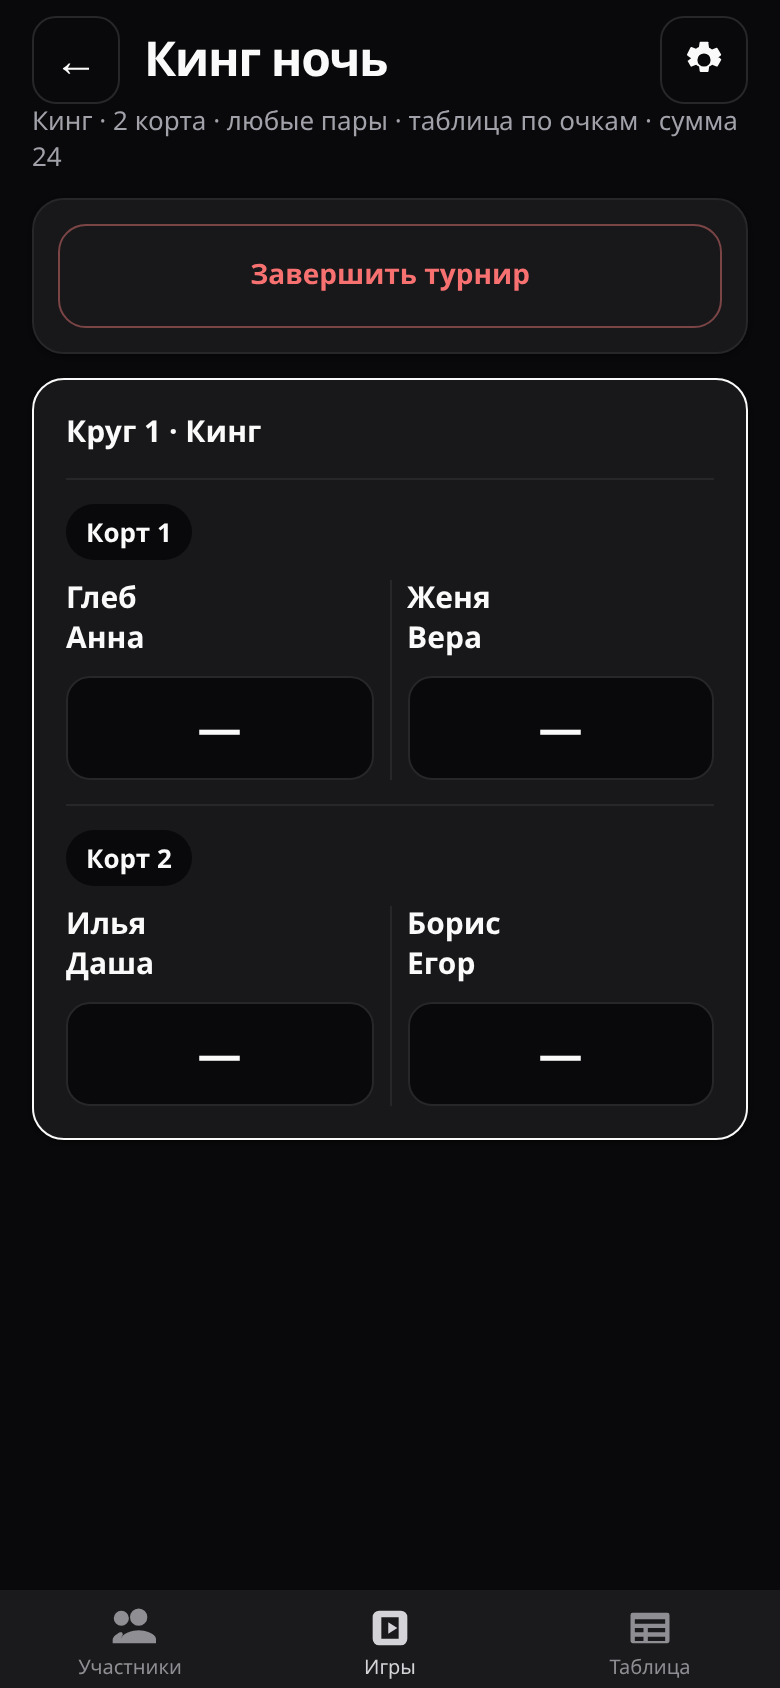 ← Кинг ночь
Кинг · 2 корта · любые пары · таблица по очкам · сумма
24
Завершить турнир
Круг 1 · Кинг
Корт 1
Глеб
Анна
Женя
Вера
—
—
Корт 2
Илья
Даша
Борис
Егор
—
—
Участники
Игры
Таблица